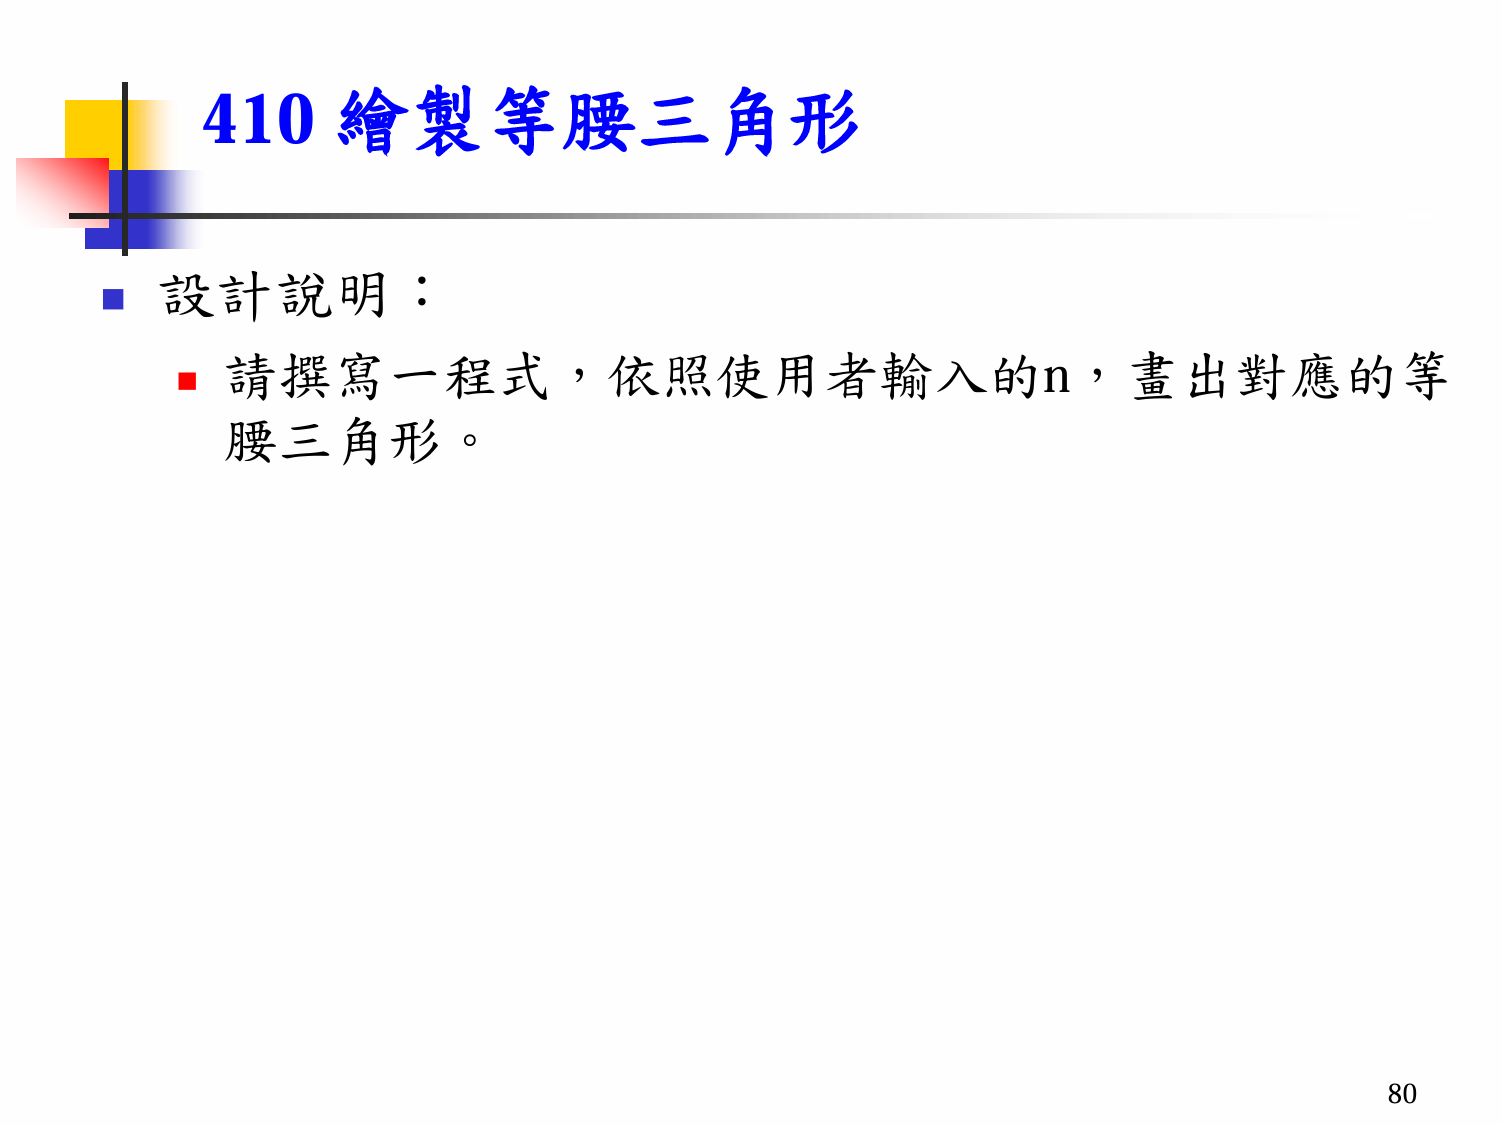 410 繪製等腰三角形
設計說明：
請撰寫一程式，依照使用者輸入的n，畫出對應的等
腰三角形。
80